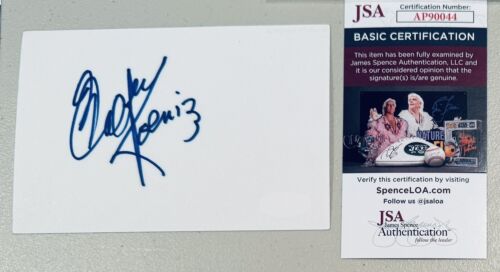 Walter
Koenig
JSA
Certification Number:
AP90044
BASIC CERTIFICATION
This item has been fully examined by
James Spence Authentication, LLC and
it is our considered opinion that the
signature(s) is/are genuine.
Verify this certification by visiting
SpenceLOA.com
Follow us @jsaloa
JSA
James Spence
Authentication
follow the leader